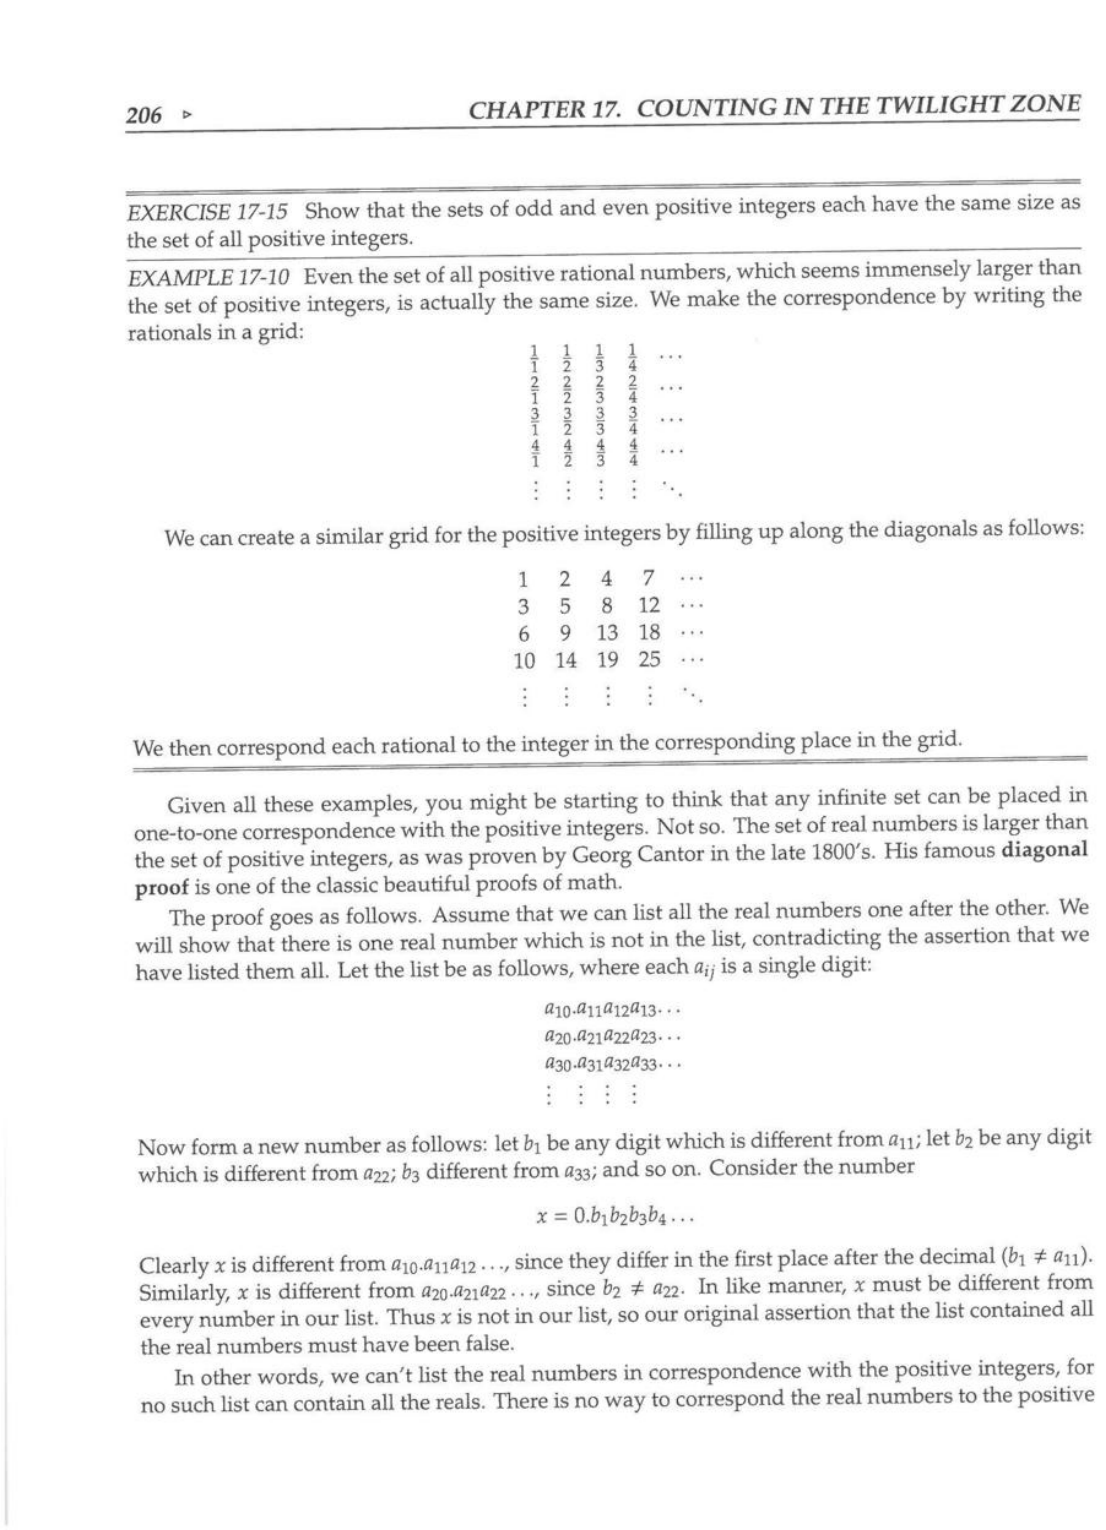 206 ▹ CHAPTER 17. COUNTING IN THE TWILIGHT ZONE
EXERCISE 17-15 Show that the sets of odd and even positive integers each have the same size as
the set of all positive integers.
EXAMPLE 17-10 Even the set of all positive rational numbers, which seems immensely larger than
the set of positive integers, is actually the same size. We make the correspondence by writing the
rationals in a grid:
1/1 1/2 1/3 1/4 ...
2/1 2/2 2/3 2/4 ...
3/1 3/2 3/3 3/4 ...
4/1 4/2 4/3 4/4 ...
⋮ ⋮ ⋮ ⋮ ⋱
We can create a similar grid for the positive integers by filling up along the diagonals as follows:
1 2 4 7 ...
3 5 8 12 ...
6 9 13 18 ...
10 14 19 25 ...
⋮ ⋮ ⋮ ⋮ ⋱
We then correspond each rational to the integer in the corresponding place in the grid.
Given all these examples, you might be starting to think that any infinite set can be placed in
one-to-one correspondence with the positive integers. Not so. The set of real numbers is larger than
the set of positive integers, as was proven by Georg Cantor in the late 1800's. His famous diagonal
proof is one of the classic beautiful proofs of math.
The proof goes as follows. Assume that we can list all the real numbers one after the other. We
will show that there is one real number which is not in the list, contradicting the assertion that we
have listed them all. Let the list be as follows, where each a_ij is a single digit:
a₁₀.a₁₁a₁₂a₁₃...
a₂₀.a₂₁a₂₂a₂₃...
a₃₀.a₃₁a₃₂a₃₃...
⋮ ⋮ ⋮ ⋮
Now form a new number as follows: let b₁ be any digit which is different from a₁₁; let b₂ be any digit
which is different from a₂₂; b₃ different from a₃₃; and so on. Consider the number
x = 0.b₁b₂b₃b₄...
Clearly x is different from a₁₀.a₁₁a₁₂..., since they differ in the first place after the decimal (b₁ ≠ a₁₁).
Similarly, x is different from a₂₀.a₂₁a₂₂..., since b₂ ≠ a₂₂. In like manner, x must be different from
every number in our list. Thus x is not in our list, so our original assertion that the list contained all
the real numbers must have been false.
In other words, we can't list the real numbers in correspondence with the positive integers, for
no such list can contain all the reals. There is no way to correspond the real numbers to the positive